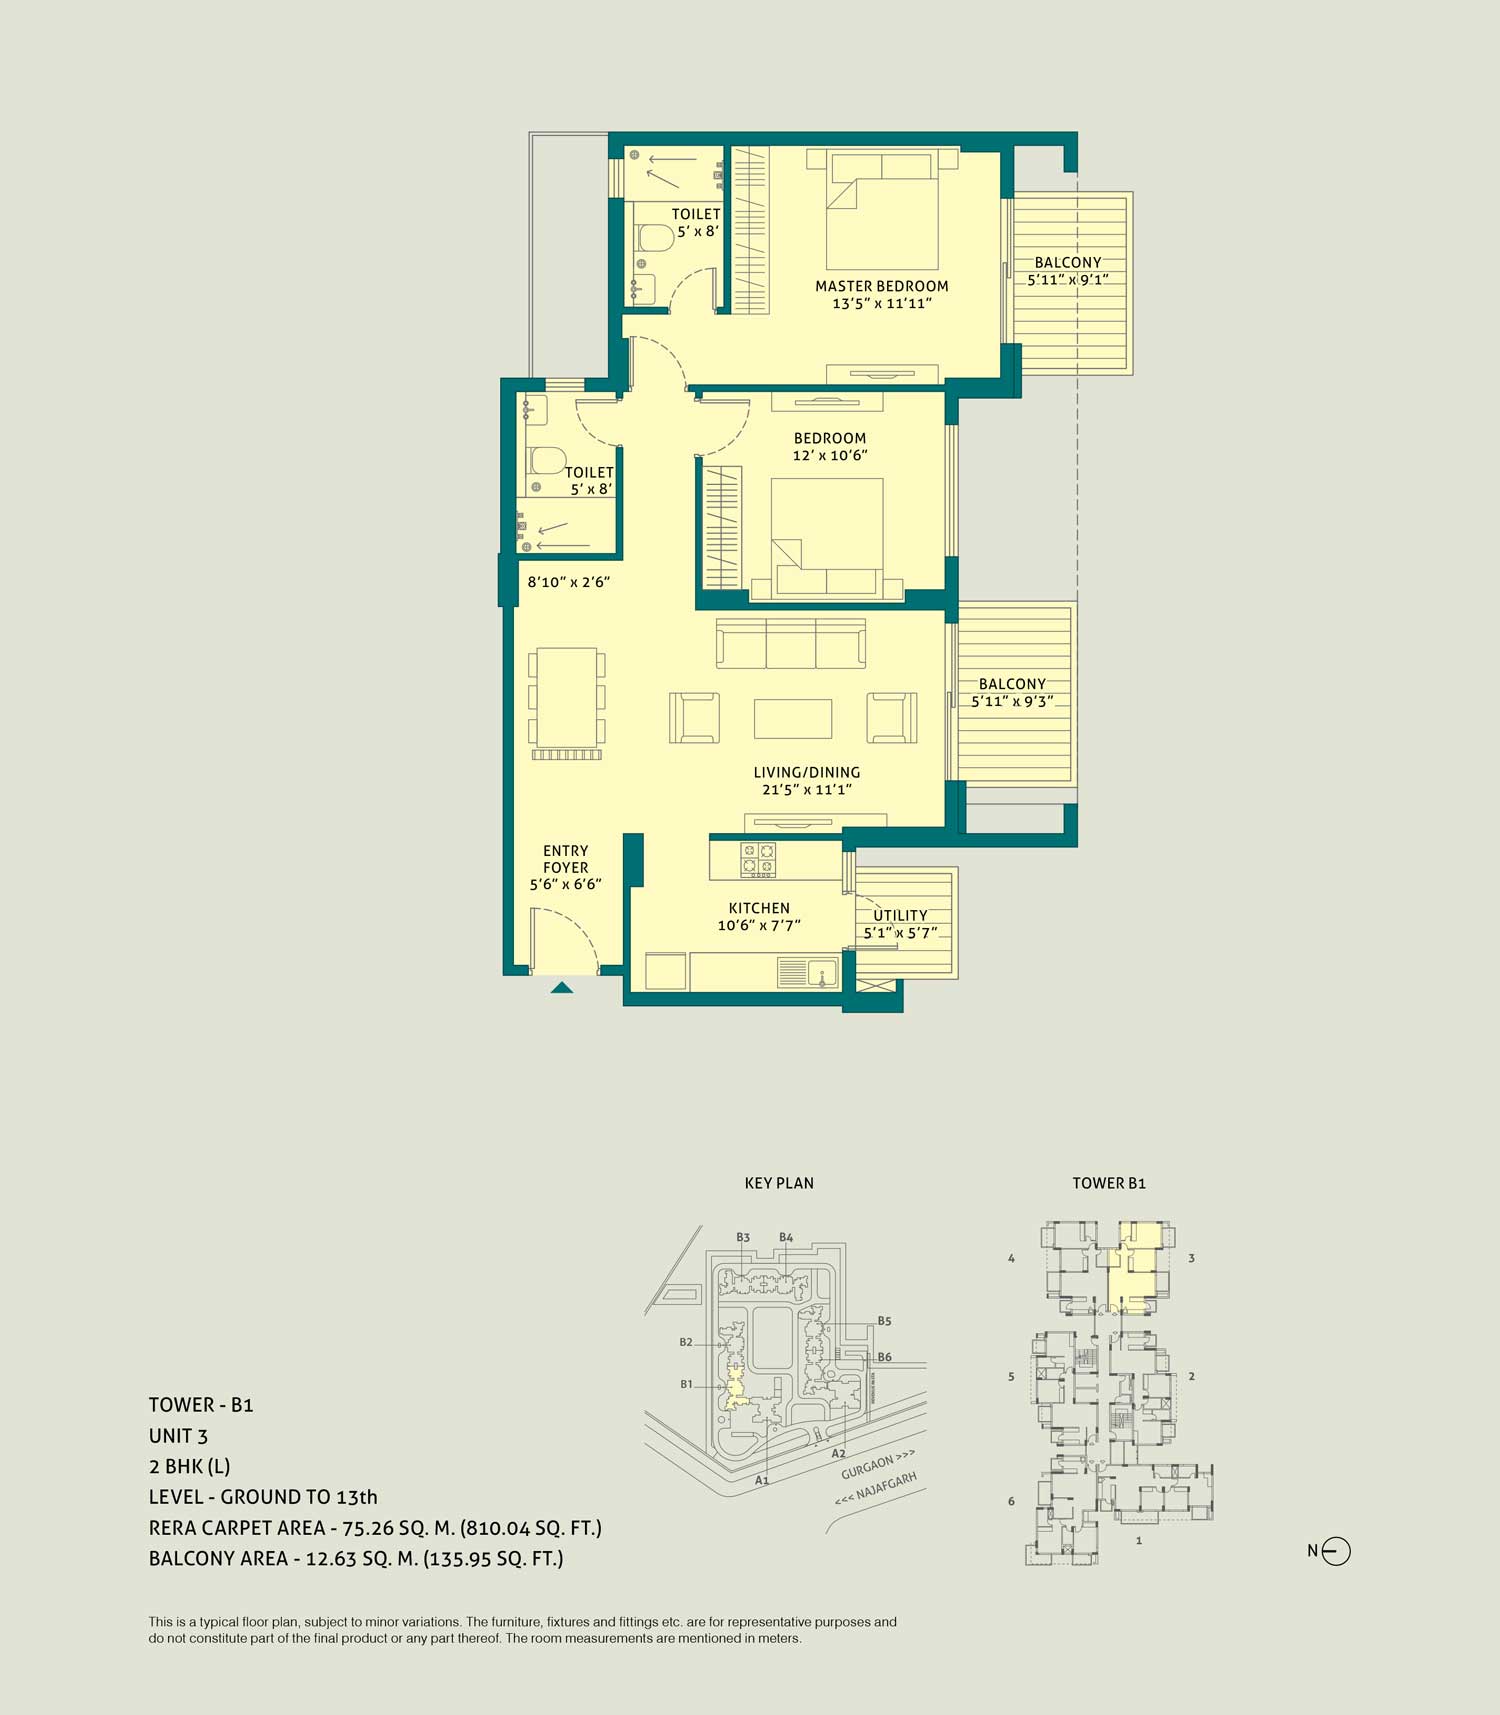 TOILET
5' x 8'
MASTER BEDROOM
13'5" x 11'11"
BALCONY
5'11" x 9'1"
BEDROOM
12' x 10'6"
TOILET
5' x 8'
8'10" x 2'6"
BALCONY
5'11" x 9'3"
LIVING/DINING
21'5" x 11'1"
ENTRY
FOYER
5'6" x 6'6"
KITCHEN
10'6" x 7'7"
UTILITY
5'1" x 5'7"
KEY PLAN
B3
B4
B5
B2
B6
B1
A1
A2
GURGAON >>>
<<< NAJAFGARH
TOWER B1
4
3
5
2
6
1
N
TOWER - B1
UNIT 3
2 BHK (L)
LEVEL - GROUND TO 13th
RERA CARPET AREA - 75.26 SQ. M. (810.04 SQ. FT.)
BALCONY AREA - 12.63 SQ. M. (135.95 SQ. FT.)
This is a typical floor plan, subject to minor variations. The furniture, fixtures and fittings etc. are for representative purposes and
do not constitute part of the final product or any part thereof. The room measurements are mentioned in meters.